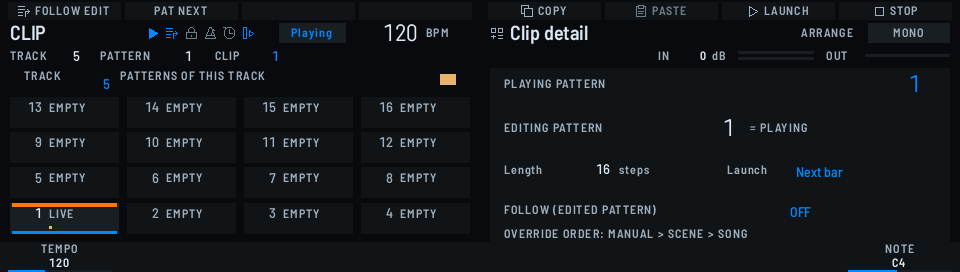 FOLLOW EDIT PAT NEXT COPY PASTE LAUNCH STOP
CLIP Playing 120 BPM
TRACK 5 PATTERN 1 CLIP 1
TRACK 5 PATTERNS OF THIS TRACK
13 EMPTY 14 EMPTY 15 EMPTY 16 EMPTY
9 EMPTY 10 EMPTY 11 EMPTY 12 EMPTY
5 EMPTY 6 EMPTY 7 EMPTY 8 EMPTY
1 LIVE 2 EMPTY 3 EMPTY 4 EMPTY
TEMPO
120
Clip detail ARRANGE MONO
IN 0 dB OUT
PLAYING PATTERN 1
EDITING PATTERN 1 = PLAYING
Length 16 steps Launch Next bar
FOLLOW (EDITED PATTERN) OFF
OVERRIDE ORDER: MANUAL > SCENE > SONG
NOTE
C4